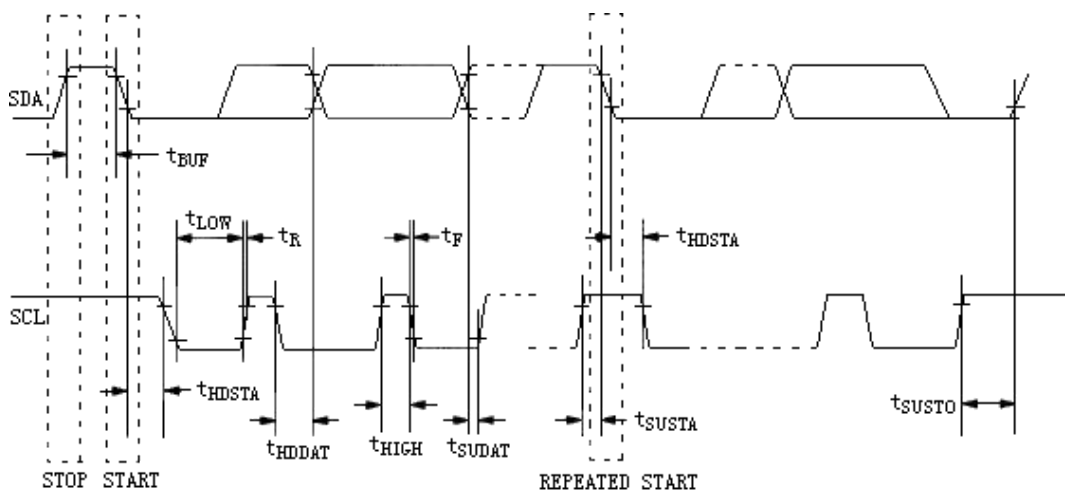 SDA
tBUF
tLOW
tR
tF
tHDSTA
SCL
tHDSTA
tHDDAT
tHIGH
tSUDAT
tSUSTA
tSUSTO
STOP START
REPEATED START